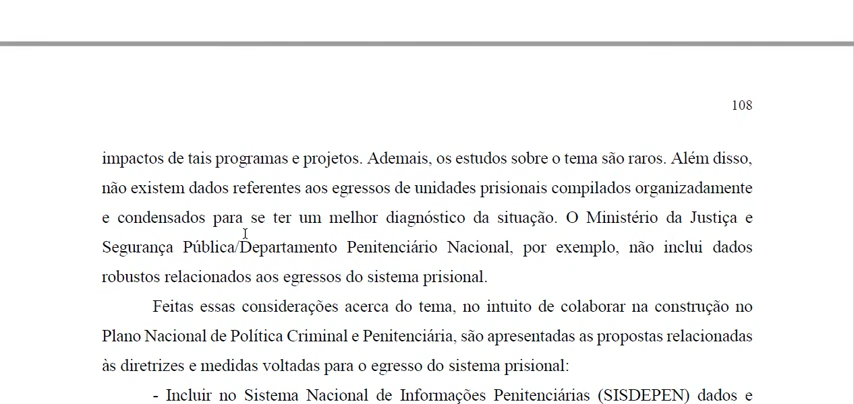 108
impactos de tais programas e projetos. Ademais, os estudos sobre o tema são raros. Além disso,
não existem dados referentes aos egressos de unidades prisionais compilados organizadamente
e condensados para se ter um melhor diagnóstico da situação. O Ministério da Justiça e
Segurança Pública/Departamento Penitenciário Nacional, por exemplo, não inclui dados
robustos relacionados aos egressos do sistema prisional.
Feitas essas considerações acerca do tema, no intuito de colaborar na construção no
Plano Nacional de Política Criminal e Penitenciária, são apresentadas as propostas relacionadas
às diretrizes e medidas voltadas para o egresso do sistema prisional:
- Incluir no Sistema Nacional de Informações Penitenciárias (SISDEPEN) dados e